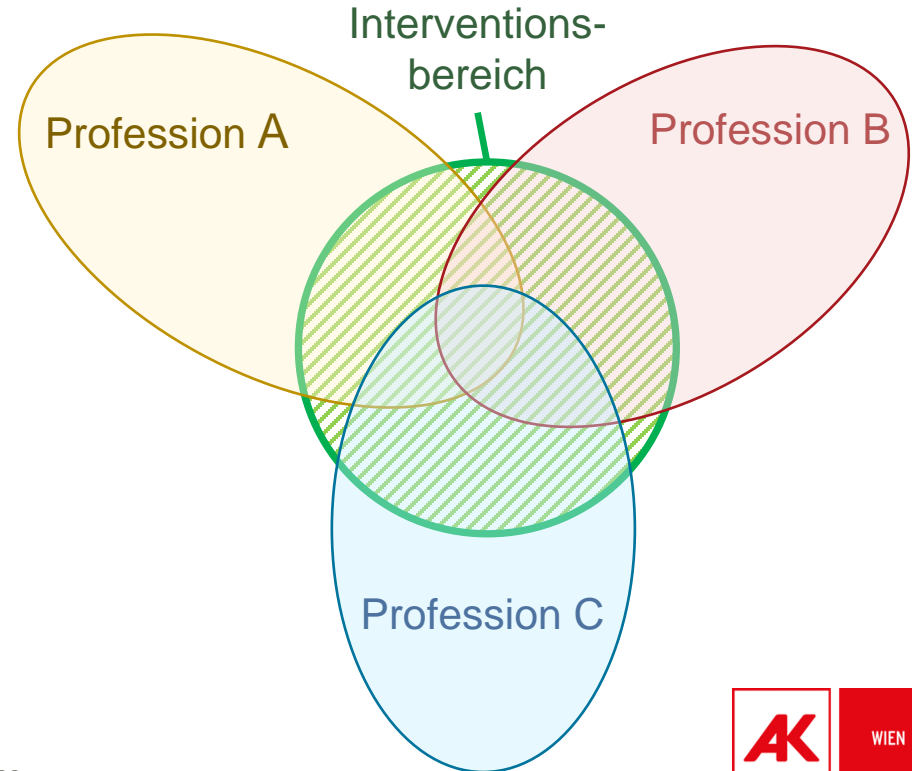 Interventions-
bereich
Profession A
Profession B
Profession C
AK
WIEN